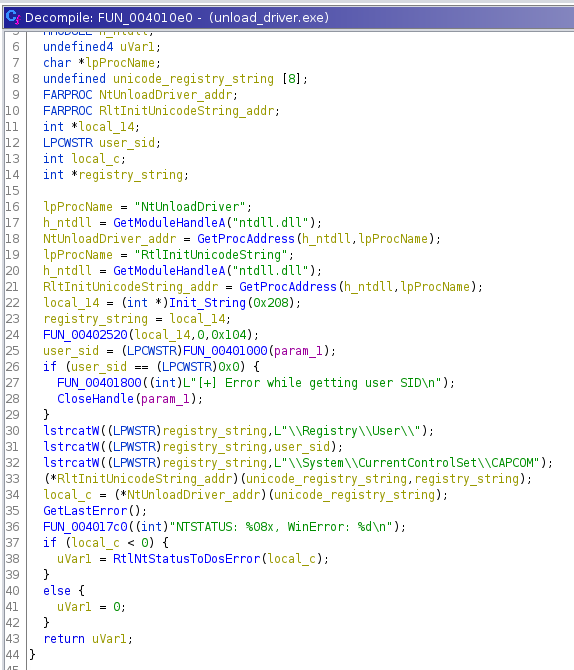 Decompile: FUN_004010e0 - (unload_driver.exe)
6 undefined4 uVar1;
7 char *lpProcName;
8 undefined unicode_registry_string [8];
9 FARPROC NtUnloadDriver_addr;
10 FARPROC RltInitUnicodeString_addr;
11 int *local_14;
12 LPCWSTR user_sid;
13 int local_c;
14 int *registry_string;
15
16 lpProcName = "NtUnloadDriver";
17 h_ntdll = GetModuleHandleA("ntdll.dll");
18 NtUnloadDriver_addr = GetProcAddress(h_ntdll,lpProcName);
19 lpProcName = "RtlInitUnicodeString";
20 h_ntdll = GetModuleHandleA("ntdll.dll");
21 RltInitUnicodeString_addr = GetProcAddress(h_ntdll,lpProcName);
22 local_14 = (int *)Init_String(0x208);
23 registry_string = local_14;
24 FUN_00402520(local_14,0,0x104);
25 user_sid = (LPCWSTR)FUN_00401000(param_1);
26 if (user_sid == (LPCWSTR)0x0) {
27 FUN_00401800((int)L"[+] Error while getting user SID\n");
28 CloseHandle(param_1);
29 }
30 lstrcatW((LPWSTR)registry_string,L"\\Registry\\User\\");
31 lstrcatW((LPWSTR)registry_string,user_sid);
32 lstrcatW((LPWSTR)registry_string,L"\\System\\CurrentControlSet\\CAPCOM");
33 (*RltInitUnicodeString_addr)(unicode_registry_string,registry_string);
34 local_c = (*NtUnloadDriver_addr)(unicode_registry_string);
35 GetLastError();
36 FUN_004017c0((int)"NTSTATUS: %08x, WinError: %d\n");
37 if (local_c < 0) {
38 uVar1 = RtlNtStatusToDosError(local_c);
39 }
40 else {
41 uVar1 = 0;
42 }
43 return uVar1;
44 }